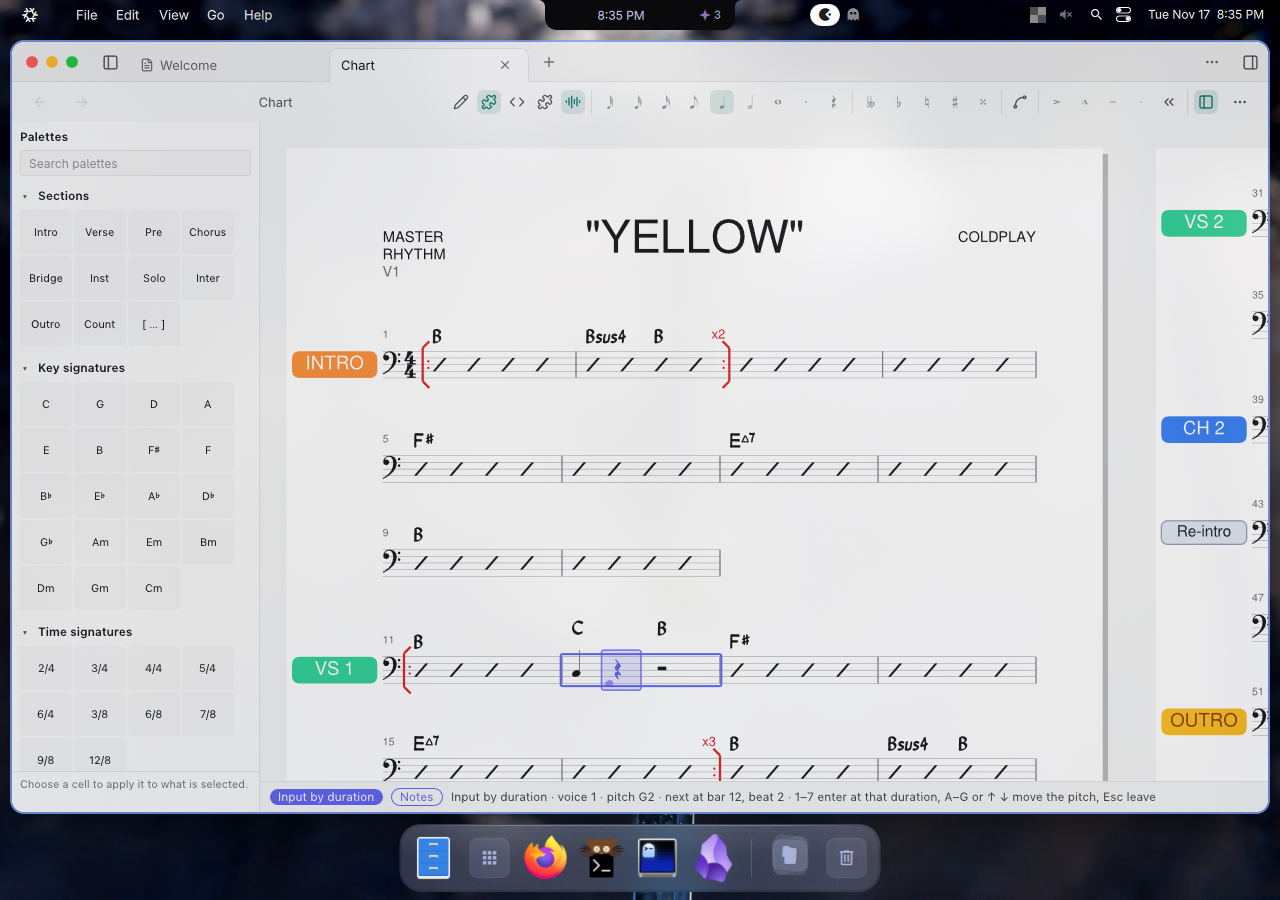 File Edit View Go Help
8:35 PM
3
Tue Nov 17 8:35 PM
Welcome
Chart
Chart
Palettes
Search palettes
Sections
Intro Verse Pre Chorus
Bridge Inst Solo Inter
Outro Count [ ... ]
Key signatures
C G D A
E B F♯ F
B♭ E♭ A♭ D♭
G♭ Am Em Bm
Dm Gm Cm
Time signatures
2/4 3/4 4/4 5/4
6/4 3/8 6/8 7/8
9/8 12/8
Choose a cell to apply it to what is selected.
MASTER
RHYTHM
V1
"YELLOW"
COLDPLAY
1 B Bsus4 B x2
INTRO
4
4
5 F♯ E△7
9 B
11 B C B F♯
VS 1
15 E△7 x3 B Bsus4 B
31
VS 2
35
39
CH 2
43
Re-intro
47
51
OUTRO
Input by duration Notes Input by duration · voice 1 · pitch G2 · next at bar 12, beat 2 · 1–7 enter at that duration, A–G or ↑ ↓ move the pitch, Esc leave